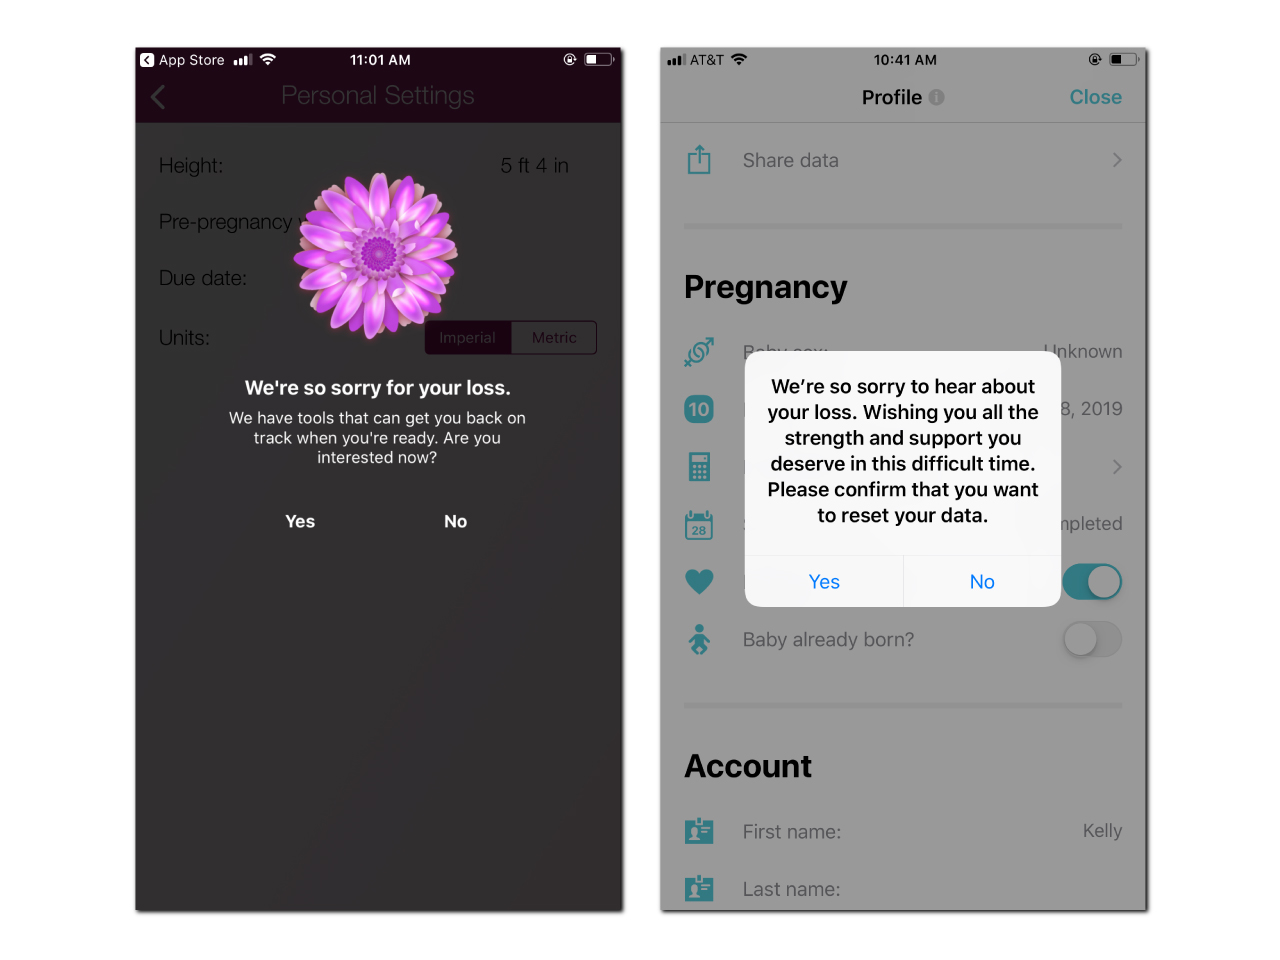 App Store 11:01 AM
Personal Settings
Height: 5 ft 4 in
Pre-pregnancy
Due date:
Units: Imperial Metric
We're so sorry for your loss.
We have tools that can get you back on
track when you're ready. Are you
interested now?
Yes No
AT&T 10:41 AM
Profile Close
Share data
Pregnancy
Unknown
10 8, 2019
28
We’re so sorry to hear about
your loss. Wishing you all the
strength and support you
deserve in this difficult time.
Please confirm that you want
to reset your data.
Yes No
Baby already born?
Account
First name: Kelly
Last name: